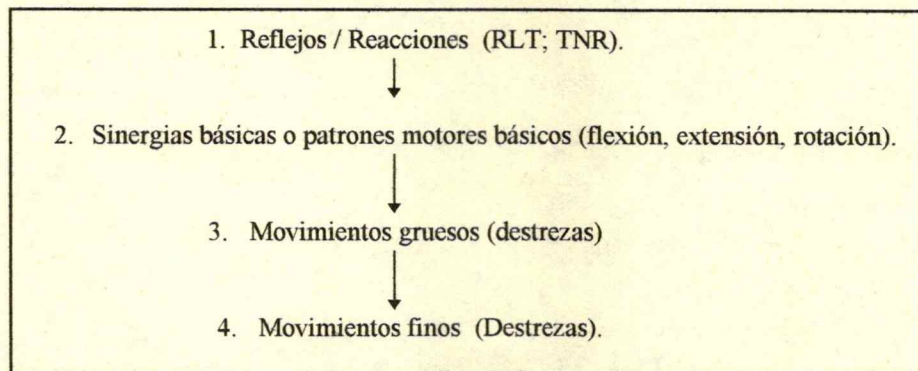 1. Reflejos / Reacciones (RLT; TNR).
2. Sinergias básicas o patrones motores básicos (flexión, extensión, rotación).
3. Movimientos gruesos (destrezas)
4. Movimientos finos (Destrezas).